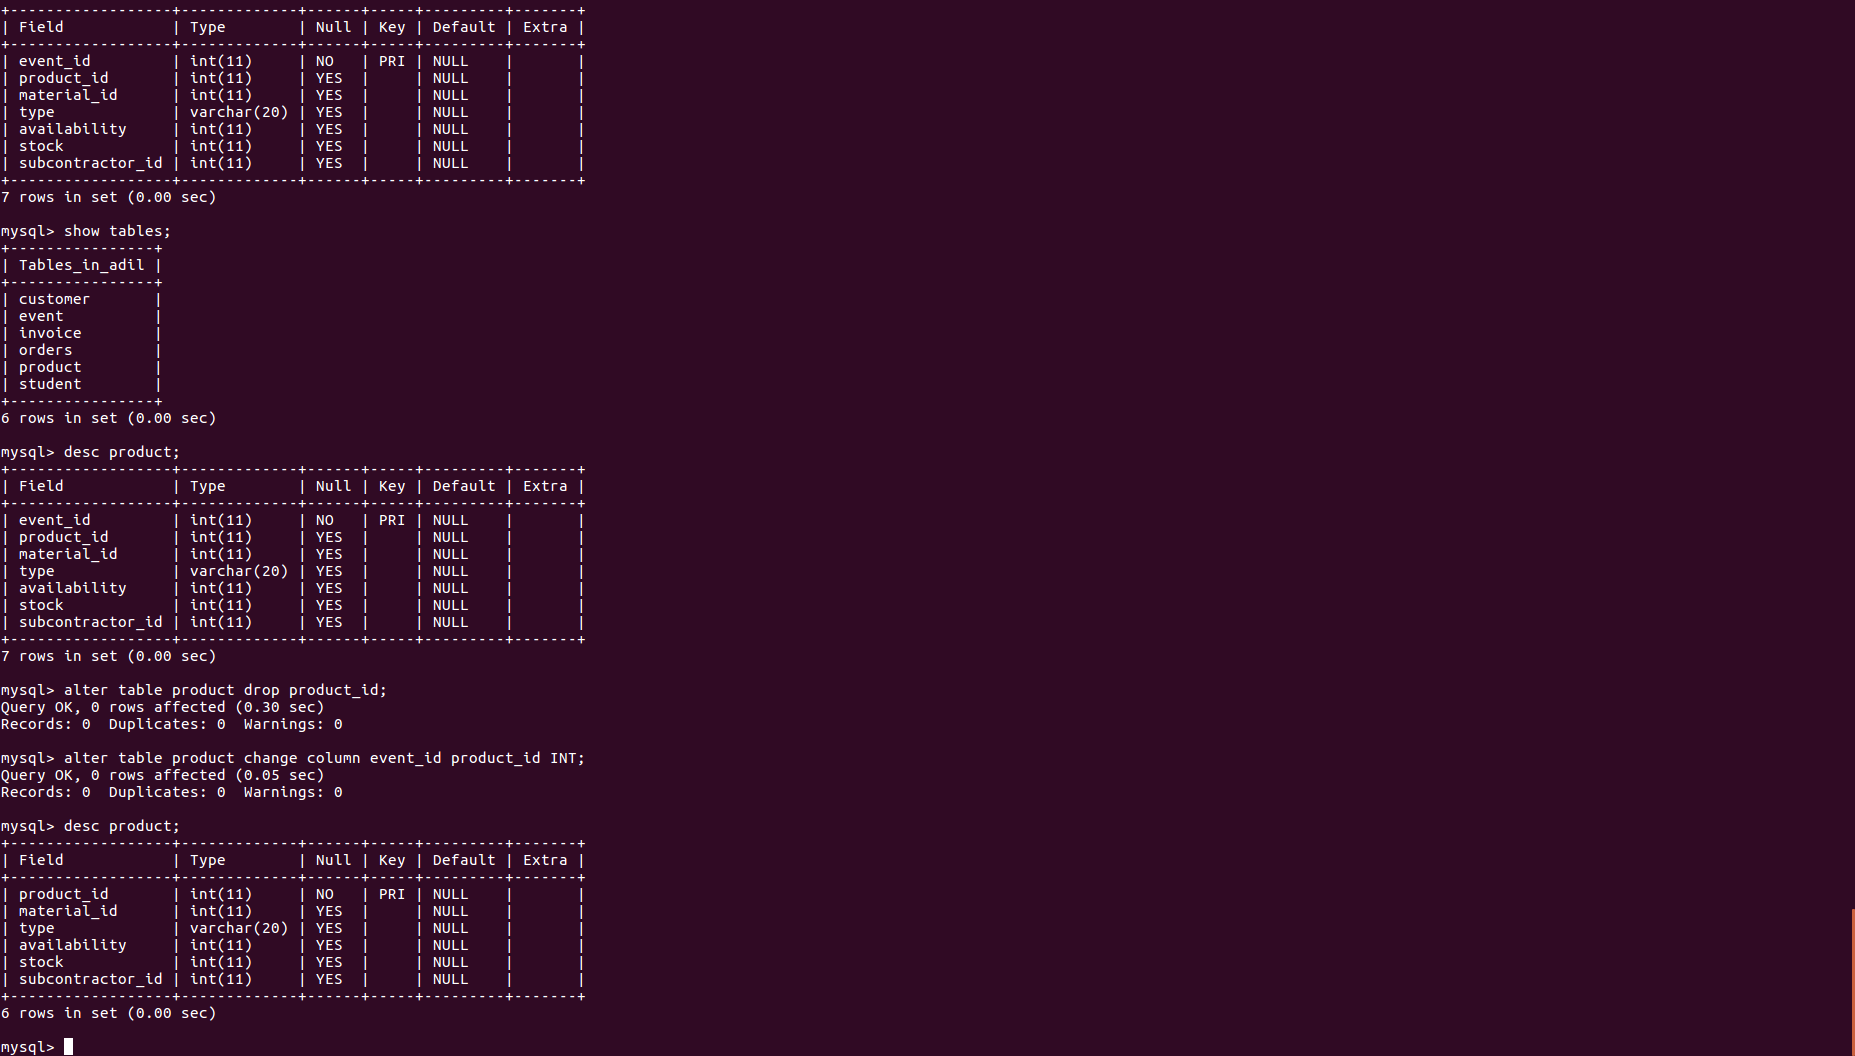 +------------------+-------------+------+-----+---------+-------+
| Field            | Type        | Null | Key | Default | Extra |
+------------------+-------------+------+-----+---------+-------+
| event_id         | int(11)     | NO   | PRI | NULL    |       |
| product_id       | int(11)     | YES  |     | NULL    |       |
| material_id      | int(11)     | YES  |     | NULL    |       |
| type             | varchar(20) | YES  |     | NULL    |       |
| availability     | int(11)     | YES  |     | NULL    |       |
| stock            | int(11)     | YES  |     | NULL    |       |
| subcontractor_id | int(11)     | YES  |     | NULL    |       |
+------------------+-------------+------+-----+---------+-------+
7 rows in set (0.00 sec)

mysql> show tables;
+----------------+
| Tables_in_adil |
+----------------+
| customer       |
| event          |
| invoice        |
| orders         |
| product        |
| student        |
+----------------+
6 rows in set (0.00 sec)

mysql> desc product;
+------------------+-------------+------+-----+---------+-------+
| Field            | Type        | Null | Key | Default | Extra |
+------------------+-------------+------+-----+---------+-------+
| event_id         | int(11)     | NO   | PRI | NULL    |       |
| product_id       | int(11)     | YES  |     | NULL    |       |
| material_id      | int(11)     | YES  |     | NULL    |       |
| type             | varchar(20) | YES  |     | NULL    |       |
| availability     | int(11)     | YES  |     | NULL    |       |
| stock            | int(11)     | YES  |     | NULL    |       |
| subcontractor_id | int(11)     | YES  |     | NULL    |       |
+------------------+-------------+------+-----+---------+-------+
7 rows in set (0.00 sec)

mysql> alter table product drop product_id;
Query OK, 0 rows affected (0.30 sec)
Records: 0  Duplicates: 0  Warnings: 0

mysql> alter table product change column event_id product_id INT;
Query OK, 0 rows affected (0.05 sec)
Records: 0  Duplicates: 0  Warnings: 0

mysql> desc product;
+------------------+-------------+------+-----+---------+-------+
| Field            | Type        | Null | Key | Default | Extra |
+------------------+-------------+------+-----+---------+-------+
| product_id       | int(11)     | NO   | PRI | NULL    |       |
| material_id      | int(11)     | YES  |     | NULL    |       |
| type             | varchar(20) | YES  |     | NULL    |       |
| availability     | int(11)     | YES  |     | NULL    |       |
| stock            | int(11)     | YES  |     | NULL    |       |
| subcontractor_id | int(11)     | YES  |     | NULL    |       |
+------------------+-------------+------+-----+---------+-------+
6 rows in set (0.00 sec)

mysql>